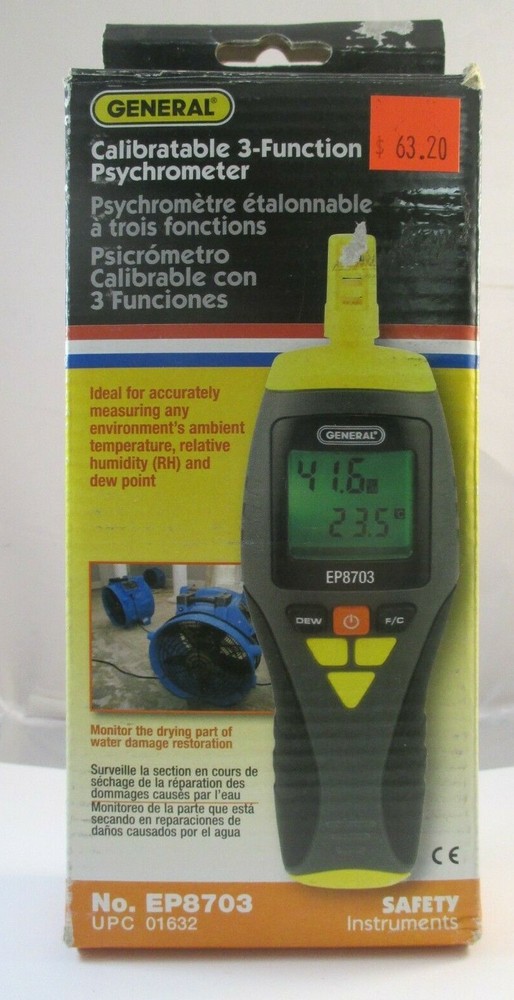 GENERAL®
$ 63.20
Calibratable 3-Function
Psychrometer
Psychromètre étalonnable
à trois fonctions
Psicrómetro
Calibrable con
3 Funciones
Ideal for accurately
measuring any
environment's ambient
temperature, relative
humidity (RH) and
dew point
GENERAL®
41.6
23.5 °C
EP8703
DEW
F/C
Monitor the drying part of
water damage restoration
Surveille la section en cours de
séchage de la réparation des
dommages causés par l'eau
Monitoreo de la parte que está
secando en reparaciones de
daños causados por el agua
CE
No. EP8703
UPC 01632
SAFETY
Instruments